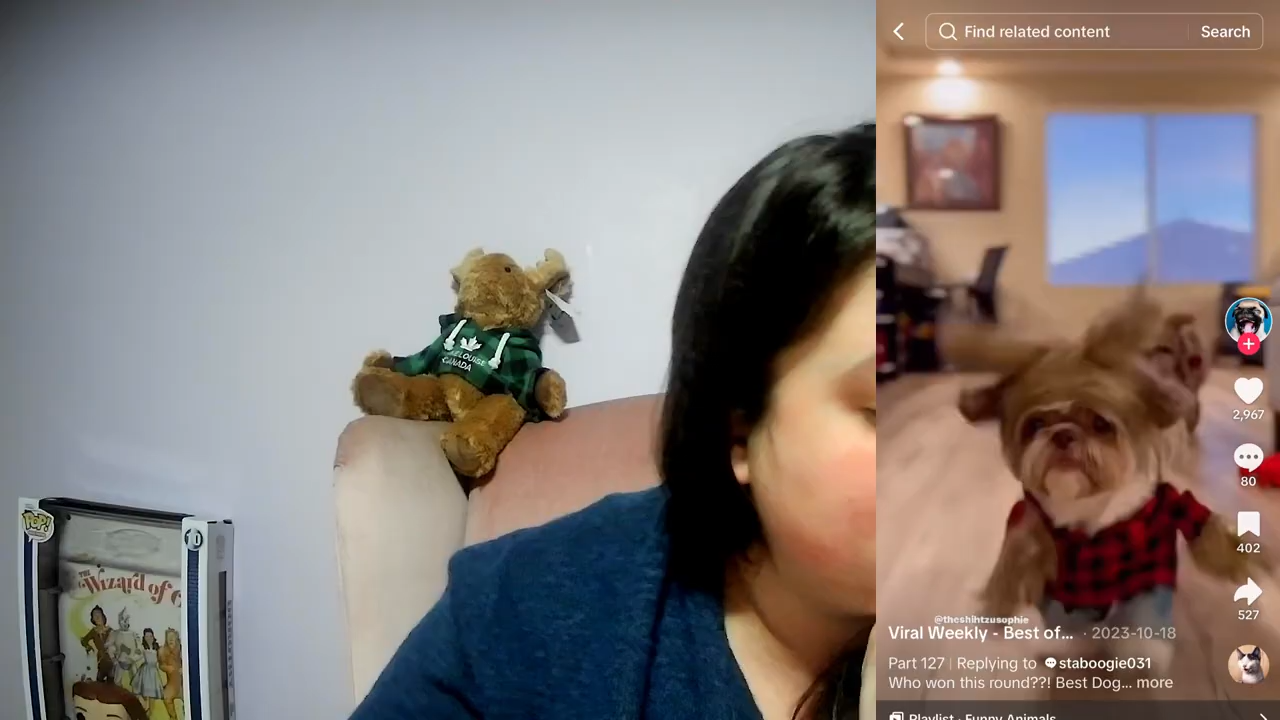 Find related content
Search
LOUISE
CANADA
POP!
THE
Wizard of
2,967
80
402
527
@theshihtzusophie
Viral Weekly - Best of... · 2023-10-18
Part 127 | Replying to staboogie031
Who won this round??! Best Dog... more
Playlist · Funny Animals